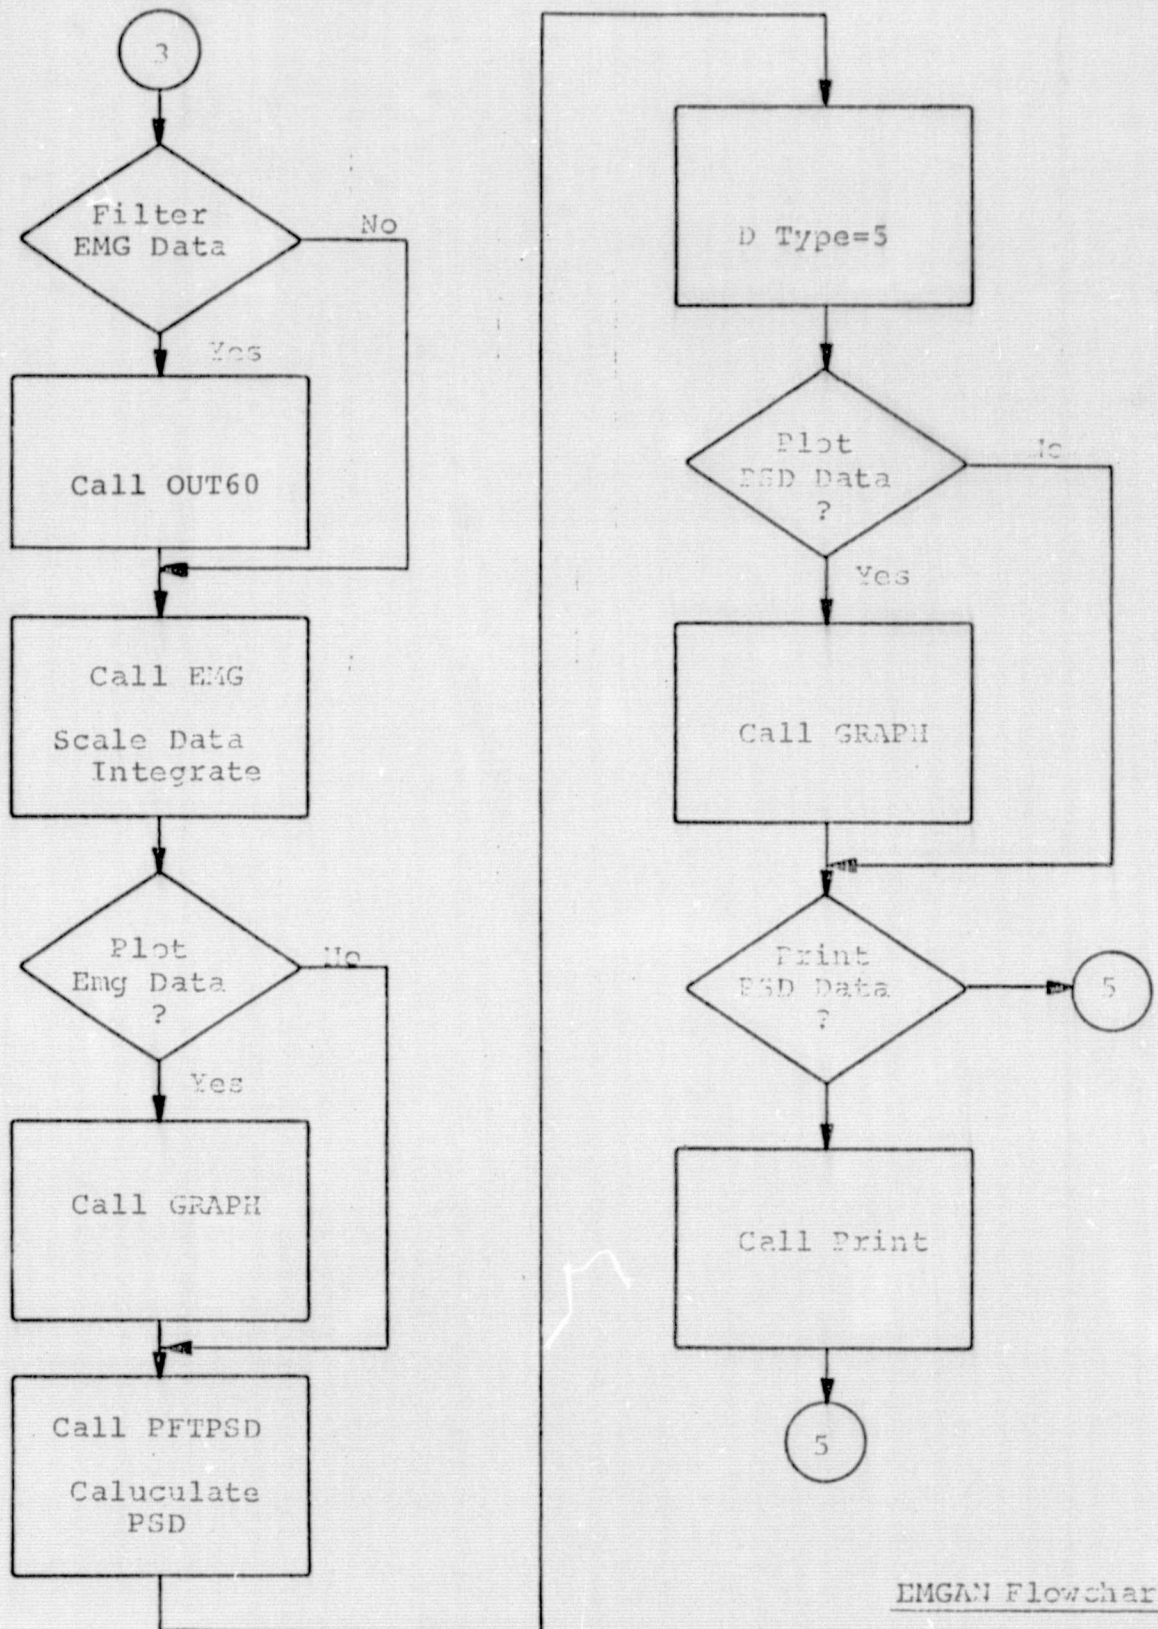 3
Filter
EMG Data
No
Yes
Call OUT60
Call EMG
Scale Data
Integrate
Plot
Emg Data
?
No
Yes
Call GRAPH
Call PFTPSD
Caluculate
PSD
D Type=5
Plot
PSD Data
?
No
Yes
Call GRAPH
Print
PSD Data
?
5
Call Print
5
EMGAN Flowchar